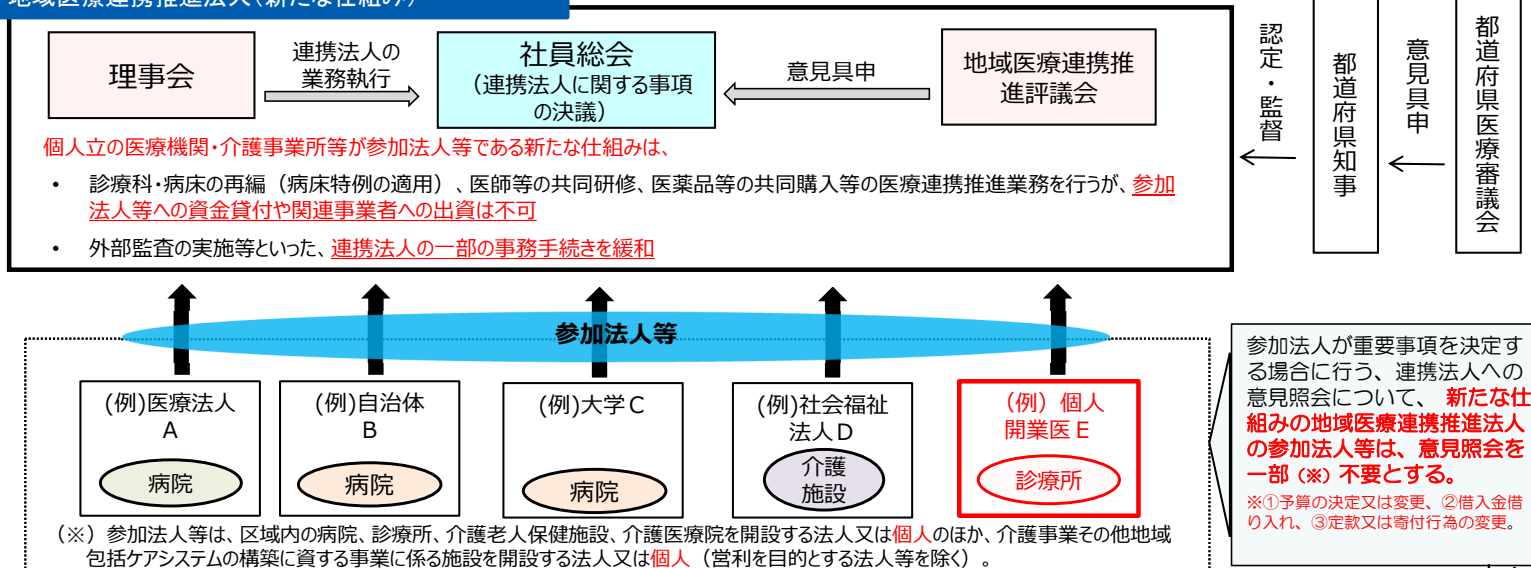 地域医療連携推進法人(新たな仕組み)
理事会
連携法人の
業務執行
社員総会
(連携法人に関する事項
の決議)
意見具申
地域医療連携推
進評議会
認定・監督
都道府県知事
意見具申
都道府県医療審議会
個人立の医療機関・介護事業所等が参加法人等である新たな仕組みは、
• 診療科・病床の再編(病床特例の適用)、医師等の共同研修、医薬品等の共同購入等の医療連携推進業務を行うが、参加
法人等への資金貸付や関連事業者への出資は不可
• 外部監査の実施等といった、連携法人の一部の事務手続きを緩和
参加法人等
(例)医療法人
A
病院
(例)自治体
B
病院
(例)大学C
病院
(例)社会福祉
法人D
介護
施設
(例)個人
開業医E
診療所
参加法人が重要事項を決定す
る場合に行う、連携法人への
意見照会について、 新たな仕
組みの地域医療連携推進法人
の参加法人等は、意見照会を
一部(※)不要とする。
※①予算の決定又は変更、②借入金借
り入れ、③定款又は寄付行為の変更。
(※)参加法人等は、区域内の病院、診療所、介護老人保健施設、介護医療院を開設する法人又は個人のほか、介護事業その他地域
包括ケアシステムの構築に資する事業に係る施設を開設する法人又は個人(営利を目的とする法人等を除く)。